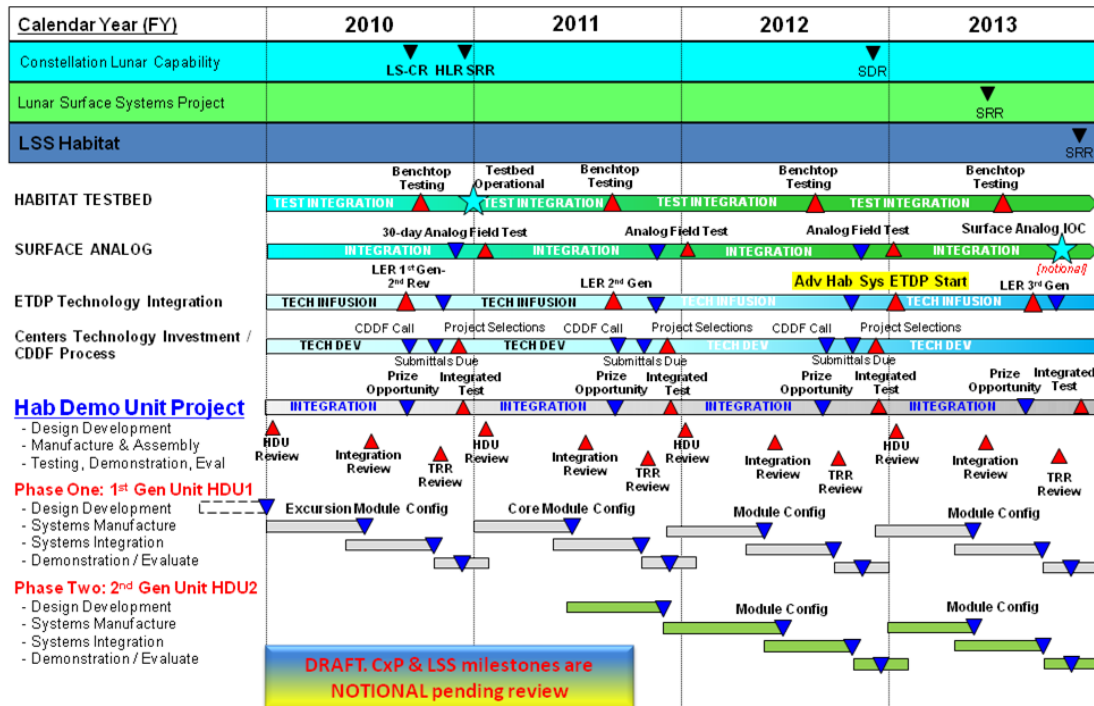 Calendar Year (FY) 2010 2011 2012 2013
Constellation Lunar Capability
LS-CR HLR SRR SDR
Lunar Surface Systems Project
SRR
LSS Habitat
SRR
Benchtop Testing Testbed Operational Benchtop Testing Benchtop Testing Benchtop Testing
HABITAT TESTBED
TEST INTEGRATION TEST INTEGRATION TEST INTEGRATION TEST INTEGRATION
30-day Analog Field Test Analog Field Test Analog Field Test Surface Analog IOC
SURFACE ANALOG
INTEGRATION INTEGRATION INTEGRATION INTEGRATION
[notional]
LER 1st Gen-
2nd Rev LER 2nd Gen Adv Hab Sys ETDP Start LER 3rd Gen
ETDP Technology Integration
TECH INFUSION TECH INFUSION TECH INFUSION TECH INFUSION
CDDF Call Project Selections CDDF Call Project Selections CDDF Call Project Selections
Centers Technology Investment /
CDDF Process
TECH DEV TECH DEV TECH DEV TECH DEV
Submittals Due Submittals Due Submittals Due
Prize Opportunity Integrated Test Prize Opportunity Integrated Test Prize Opportunity Integrated Test Prize Opportunity Integrated Test
Hab Demo Unit Project
INTEGRATION INTEGRATION INTEGRATION INTEGRATION
- Design Development
- Manufacture & Assembly
- Testing, Demonstration, Eval
HDU Review Integration Review TRR Review HDU Review Integration Review TRR Review HDU Review Integration Review TRR Review HDU Review Integration Review TRR Review
Phase One: 1st Gen Unit HDU1
- Design Development
- Systems Manufacture
- Systems Integration
- Demonstration / Evaluate
Excursion Module Config Core Module Config Module Config Module Config
Phase Two: 2nd Gen Unit HDU2
- Design Development
- Systems Manufacture
- Systems Integration
- Demonstration / Evaluate
Module Config Module Config
DRAFT. CxP & LSS milestones are
NOTIONAL pending review